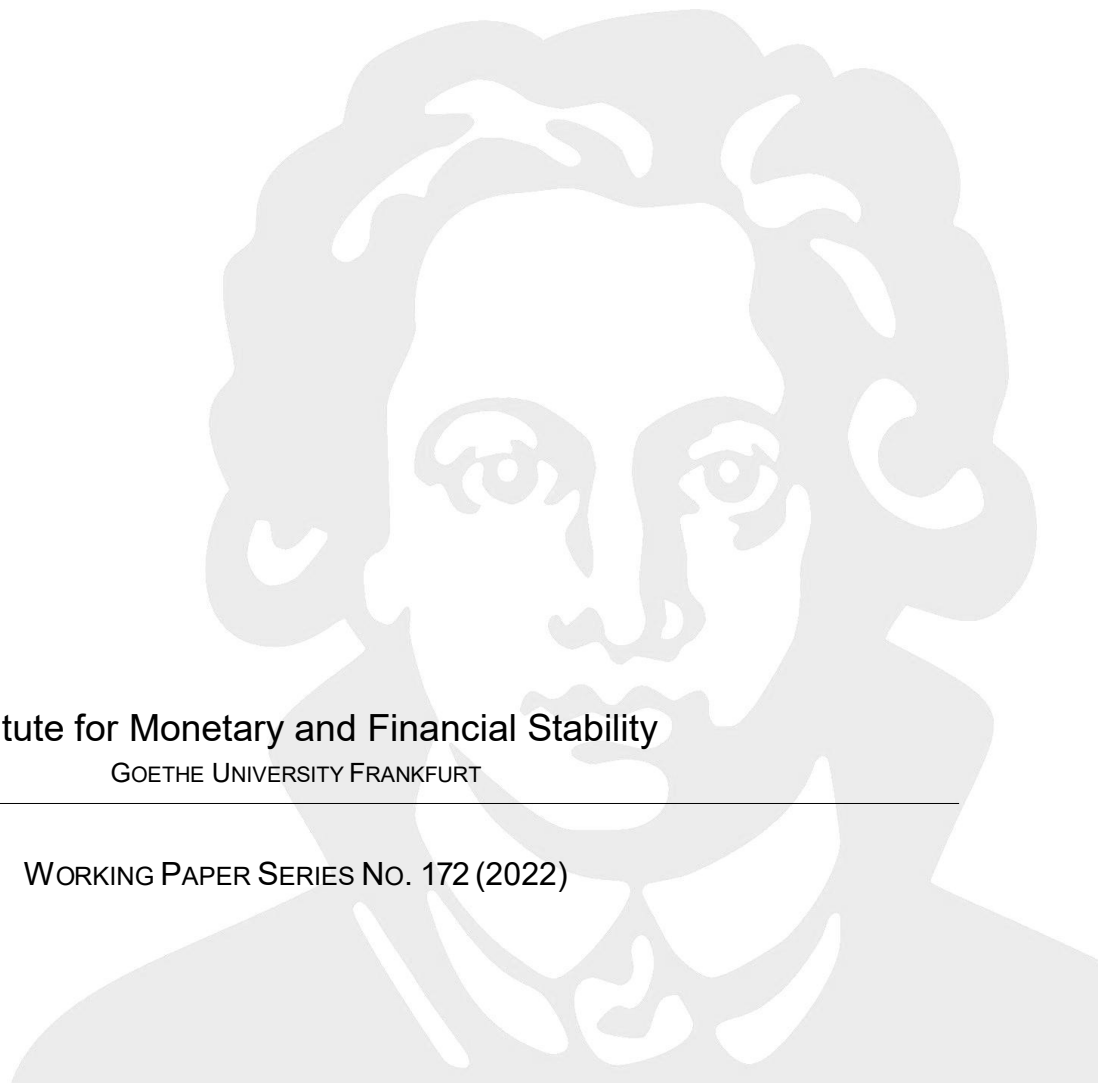 tute for Monetary and Financial Stability
GOETHE UNIVERSITY FRANKFURT
WORKING PAPER SERIES NO. 172 (2022)